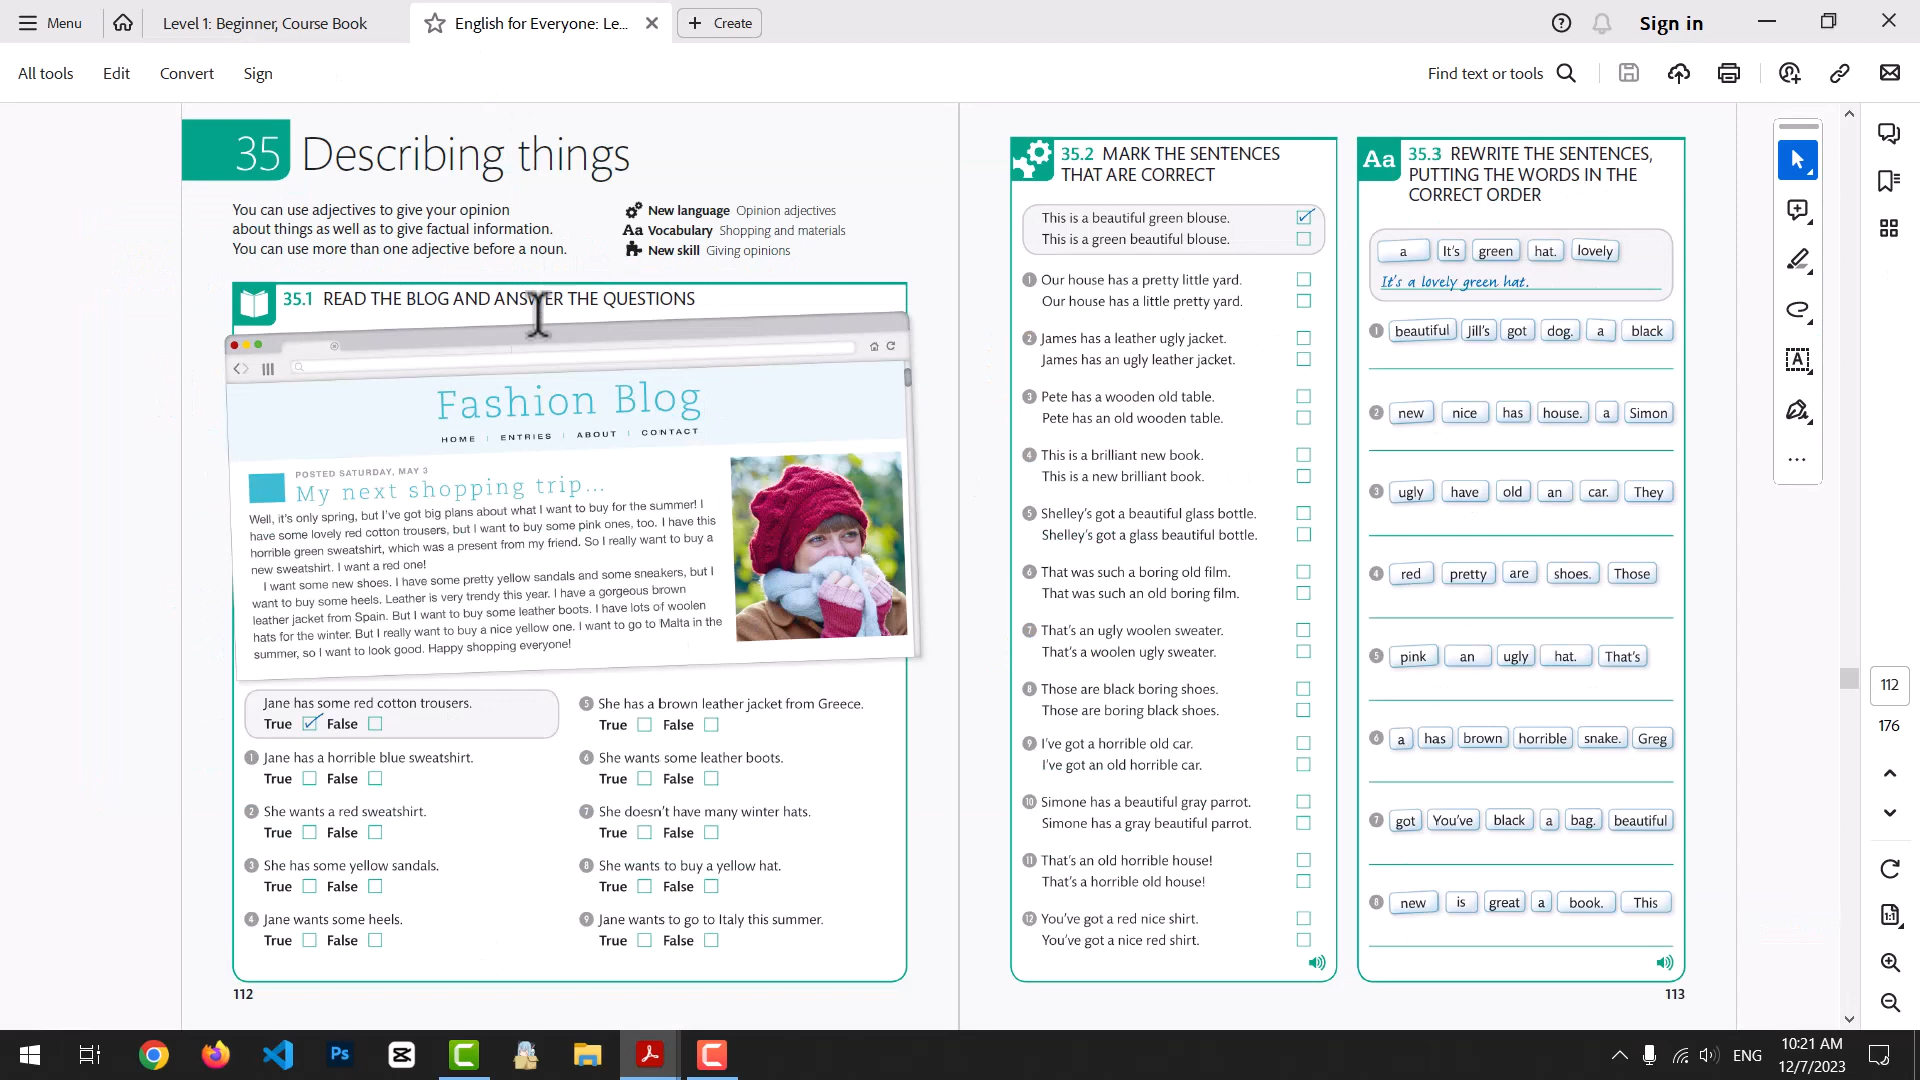 Menu
Level 1: Beginner, Course Book
English for Everyone: Le...
Create
Sign in
All tools
Edit
Convert
Sign
Find text or tools
35 Describing things
You can use adjectives to give your opinion
about things as well as to give factual information.
You can use more than one adjective before a noun.
New language Opinion adjectives
Aa Vocabulary Shopping and materials
New skill Giving opinions
35.1 READ THE BLOG AND ANSWER THE QUESTIONS
Fashion Blog
HOME | ENTRIES | ABOUT | CONTACT
POSTED SATURDAY, MAY 3
My next shopping trip...
Well, it's only spring, but I've got big plans about what I want to buy for the summer! I
have some lovely red cotton trousers, but I want to buy some pink ones, too. I have this
horrible green sweatshirt, which was a present from my friend. So I really want to buy a
new sweatshirt. I want a red one!
I want some new shoes. I have some pretty yellow sandals and some sneakers, but I
want to buy some heels. Leather is very trendy this year. I have a gorgeous brown
leather jacket from Spain. But I want to buy some leather boots. I have lots of woolen
hats for the winter. But I really want to buy a nice yellow one. I want to go to Malta in the
summer, so I want to look good. Happy shopping everyone!
Jane has some red cotton trousers.
True False
1 Jane has a horrible blue sweatshirt.
True False
2 She wants a red sweatshirt.
True False
3 She has some yellow sandals.
True False
4 Jane wants some heels.
True False
5 She has a brown leather jacket from Greece.
True False
6 She wants some leather boots.
True False
7 She doesn't have many winter hats.
True False
8 She wants to buy a yellow hat.
True False
9 Jane wants to go to Italy this summer.
True False
112
35.2 MARK THE SENTENCES
THAT ARE CORRECT
This is a beautiful green blouse.
This is a green beautiful blouse.
1 Our house has a pretty little yard.
Our house has a little pretty yard.
2 James has a leather ugly jacket.
James has an ugly leather jacket.
3 Pete has a wooden old table.
Pete has an old wooden table.
4 This is a brilliant new book.
This is a new brilliant book.
5 Shelley's got a beautiful glass bottle.
Shelley's got a glass beautiful bottle.
6 That was such a boring old film.
That was such an old boring film.
7 That's an ugly woolen sweater.
That's a woolen ugly sweater.
8 Those are black boring shoes.
Those are boring black shoes.
9 I've got a horrible old car.
I've got an old horrible car.
10 Simone has a beautiful gray parrot.
Simone has a gray beautiful parrot.
11 That's an old horrible house!
That's a horrible old house!
12 You've got a red nice shirt.
You've got a nice red shirt.
Aa 35.3 REWRITE THE SENTENCES,
PUTTING THE WORDS IN THE
CORRECT ORDER
a It's green hat. lovely
It's a lovely green hat.
1 beautiful Jill's got dog. a black
2 new nice has house. a Simon
3 ugly have old an car. They
4 red pretty are shoes. Those
5 pink an ugly hat. That's
6 a has brown horrible snake. Greg
7 got You've black a bag. beautiful
8 new is great a book. This
113
112
176
1:1
Ps
ENG
10:21 AM
12/7/2023